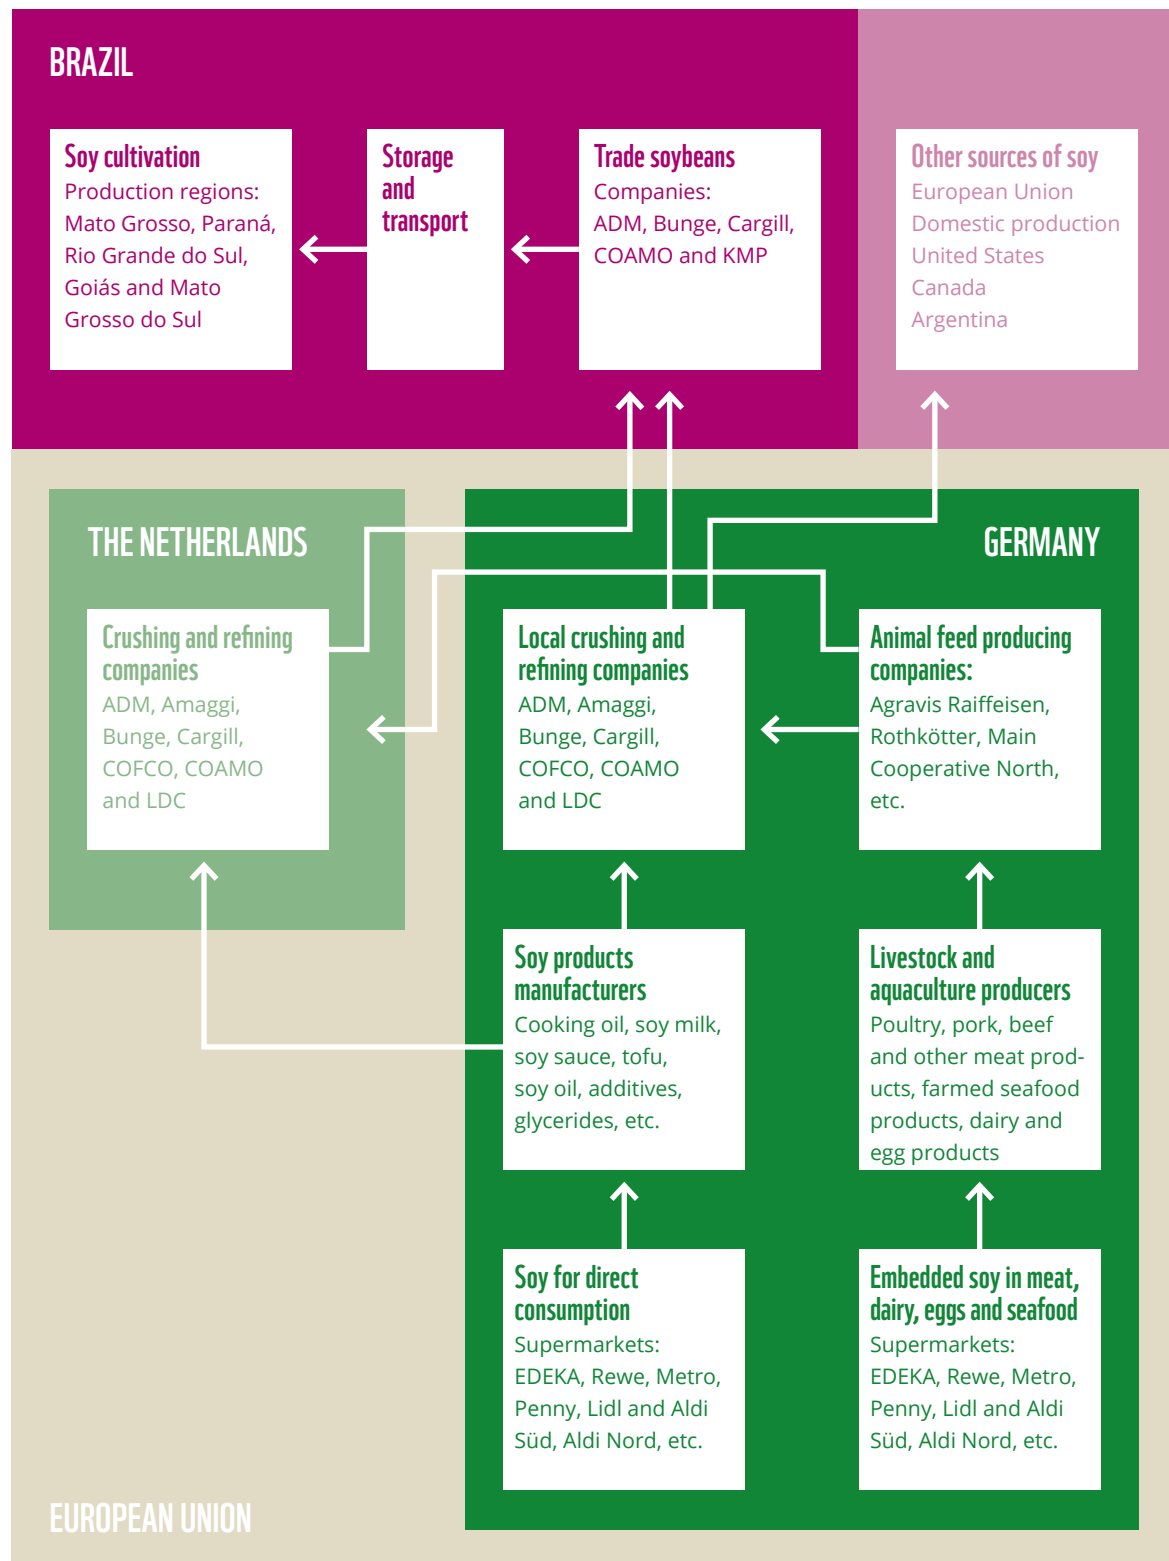 BRAZIL
Soy cultivation
Production regions:
Mato Grosso, Paraná,
Rio Grande do Sul,
Goiás and Mato
Grosso do Sul
Storage
and
transport
Trade soybeans
Companies:
ADM, Bunge, Cargill,
COAMO and KMP
Other sources of soy
European Union
Domestic production
United States
Canada
Argentina
THE NETHERLANDS
Crushing and refining
companies
ADM, Amaggi,
Bunge, Cargill,
COFCO, COAMO
and LDC
GERMANY
Local crushing and
refining companies
ADM, Amaggi,
Bunge, Cargill,
COFCO, COAMO
and LDC
Animal feed producing
companies:
Agravis Raiffeisen,
Rothkötter, Main
Cooperative North,
etc.
Soy products
manufacturers
Cooking oil, soy milk,
soy sauce, tofu,
soy oil, additives,
glycerides, etc.
Livestock and
aquaculture producers
Poultry, pork, beef
and other meat prod-
ucts, farmed seafood
products, dairy and
egg products
Soy for direct
consumption
Supermarkets:
EDEKA, Rewe, Metro,
Penny, Lidl and Aldi
Süd, Aldi Nord, etc.
Embedded soy in meat,
dairy, eggs and seafood
Supermarkets:
EDEKA, Rewe, Metro,
Penny, Lidl and Aldi
Süd, Aldi Nord, etc.
EUROPEAN UNION